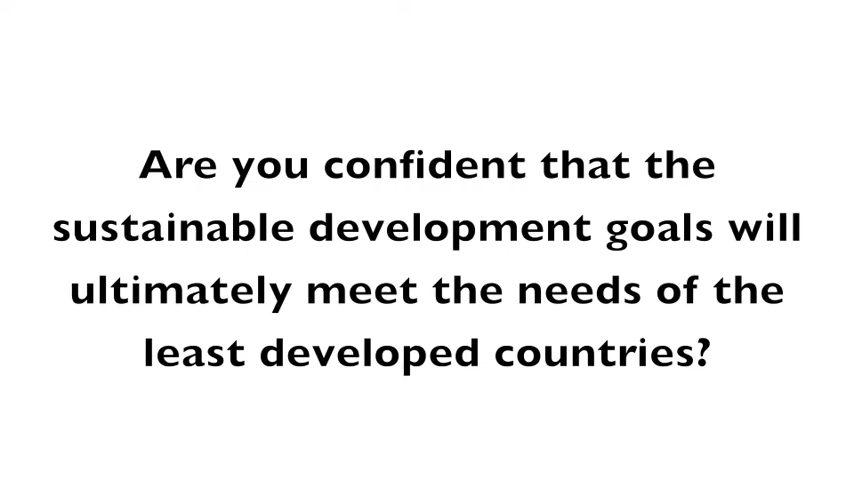 Are you confident that the
sustainable development goals will
ultimately meet the needs of the
least developed countries?